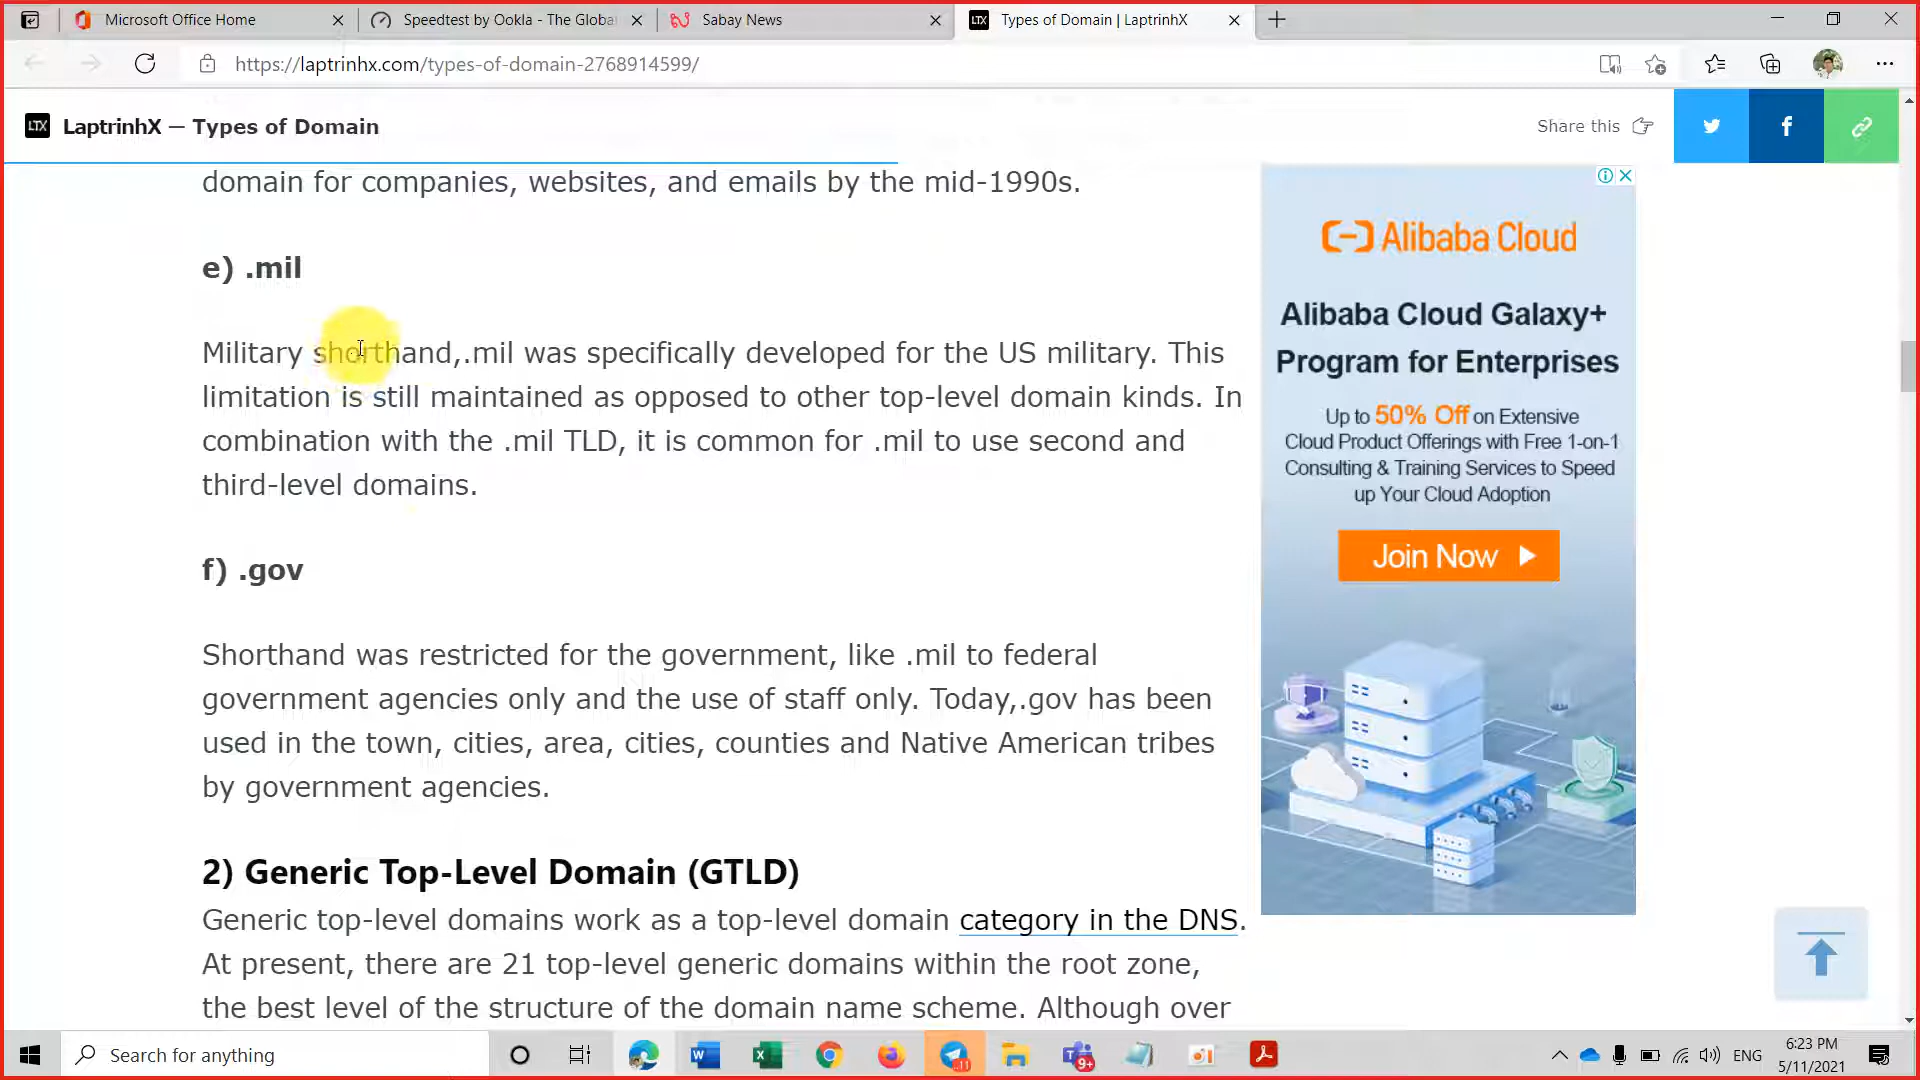 Microsoft Office Home
Speedtest by Ookla - The Globa
Sabay News
LTX Types of Domain | LaptrinhX
https://laptrinhx.com/types-of-domain-2768914599/
LTX LaptrinhX — Types of Domain
Share this
domain for companies, websites, and emails by the mid-1990s.
e) .mil
Military shorthand,.mil was specifically developed for the US military. This
limitation is still maintained as opposed to other top-level domain kinds. In
combination with the .mil TLD, it is common for .mil to use second and
third-level domains.
f) .gov
Shorthand was restricted for the government, like .mil to federal
government agencies only and the use of staff only. Today,.gov has been
used in the town, cities, area, cities, counties and Native American tribes
by government agencies.
2) Generic Top-Level Domain (GTLD)
Generic top-level domains work as a top-level domain category in the DNS.
At present, there are 21 top-level generic domains within the root zone,
the best level of the structure of the domain name scheme. Although over
Alibaba Cloud
Alibaba Cloud Galaxy+
Program for Enterprises
Up to 50% Off on Extensive
Cloud Product Offerings with Free 1-on-1
Consulting & Training Services to Speed
up Your Cloud Adoption
Join Now
Search for anything
9+
ENG
6:23 PM
5/11/2021